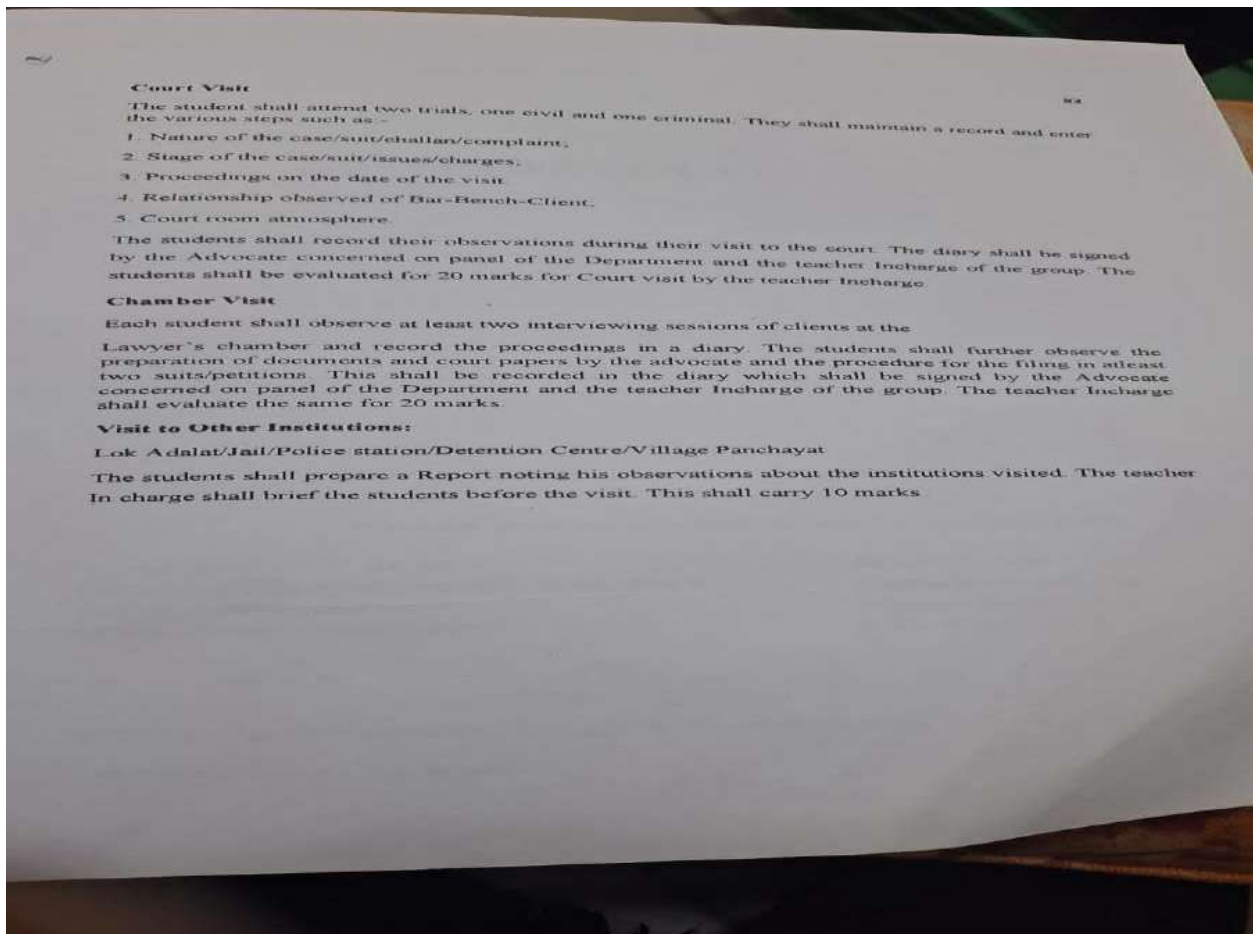 Court Visit
The student shall attend two trials, one civil and one criminal. They shall maintain a record and enter
the various steps such as :-
1. Nature of the case/suit/challan/complaint;
2. Stage of the case/suit/issues/charges;
3. Proceedings on the date of the visit.
4. Relationship observed of Bar-Bench-Client;
5. Court room atmosphere.
The students shall record their observations during their visit to the court. The diary shall be signed
by the Advocate concerned on panel of the Department and the teacher Incharge of the group. The
students shall be evaluated for 20 marks for Court visit by the teacher Incharge.
Chamber Visit
Each student shall observe at least two interviewing sessions of clients at the
Lawyer's chamber and record the proceedings in a diary. The students shall further observe the
preparation of documents and court papers by the advocate and the procedure for the filing in atleast
two suits/petitions. This shall be recorded in the diary which shall be signed by the Advocate
concerned on panel of the Department and the teacher Incharge of the group. The teacher Incharge
shall evaluate the same for 20 marks.
Visit to Other Institutions:
Lok Adalat/Jail/Police station/Detention Centre/Village Panchayat
The students shall prepare a Report noting his observations about the institutions visited. The teacher
In charge shall brief the students before the visit. This shall carry 10 marks